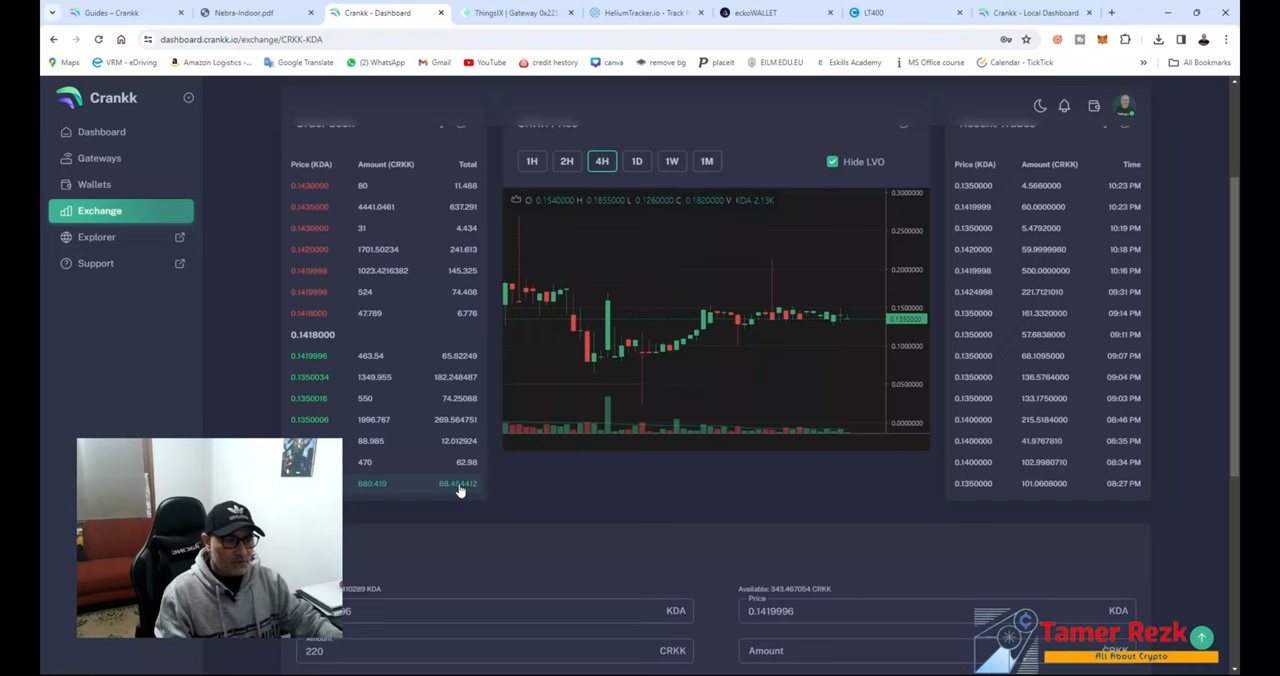 Guides – Crankk
Nebra-Indoor.pdf
Crankk - Dashboard
ThingsIX | Gateway 0x225
HeliumTracker.io - Track M
eckoWALLET
LT400
Crankk - Local Dashboard
dashboard.crankk.io/exchange/CRKK-KDA
Maps
VRM - eDriving
Amazon Logistics -...
Google Translate
(2) WhatsApp
Gmail
YouTube
credit hestory
canva
remove bg
placeit
EILM.EDU.EU
Eskills Academy
MS Office course
Calendar - TickTick
All Bookmarks
Crankk
Dashboard
Gateways
Wallets
Exchange
Explorer
Support
Price (KDA) Amount (CRKK) Total
0.1436000 80 11.488
0.1435000 4441.0461 637.291
0.1430000 31 4.434
0.1420000 1701.50234 241.613
0.1419998 1023.4216382 145.325
0.1419996 524 74.408
0.1418000 47.789 6.776
0.1418000
0.1419996 463.54 65.82249
0.1350034 1349.955 182.248487
0.1350016 550 74.25088
0.1350006 1996.767 269.564751
88.985 12.012924
470 62.98
680.419 88.454412
1H 2H 4H 1D 1W 1M
Hide LVO
O 0.1540000 H 0.1855000 L 0.1260000 C 0.1820000 V KDA 2.13K
0.3000000
0.2500000
0.2000000
0.1500000
0.1350000
0.1000000
0.0500000
0.0000000
Price (KDA) Amount (CRKK) Time
0.1350000 4.5660000 10:23 PM
0.1419999 60.0000000 10:23 PM
0.1350000 5.4792000 10:19 PM
0.1420000 59.9999980 10:18 PM
0.1419998 500.0000000 10:16 PM
0.1424998 221.7121010 09:31 PM
0.1350000 161.3320000 09:14 PM
0.1350000 57.6838000 09:11 PM
0.1350000 68.1095000 09:07 PM
0.1350000 136.5764000 09:04 PM
0.1350000 133.1750000 09:03 PM
0.1400000 215.5184000 08:46 PM
0.1400000 41.9767810 08:35 PM
0.1400000 102.9980710 08:34 PM
0.1350000 101.0608000 08:27 PM
410289 KDA
96 KDA
Amount
220 CRKK
Available: 343.467054 CRKK
Price
0.1419996 KDA
Amount CRKK
Tamer Rezk
All About Crypto